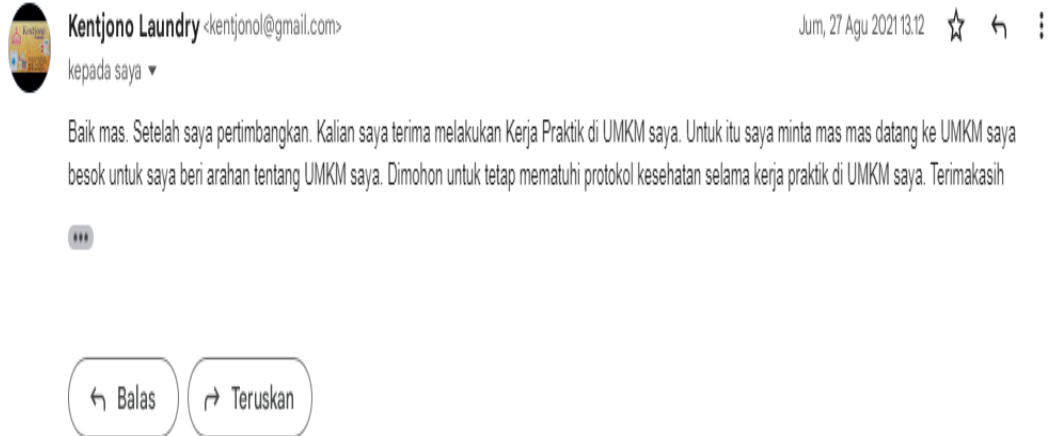 Kentjono Laundry <kentjonol@gmail.com>
Jum, 27 Agu 2021 13.12
kepada saya
Baik mas. Setelah saya pertimbangkan. Kalian saya terima melakukan Kerja Praktik di UMKM saya. Untuk itu saya minta mas mas datang ke UMKM saya
besok untuk saya beri arahan tentang UMKM saya. Dimohon untuk tetap mematuhi protokol kesehatan selama kerja praktik di UMKM saya. Terimakasih
Balas
Teruskan